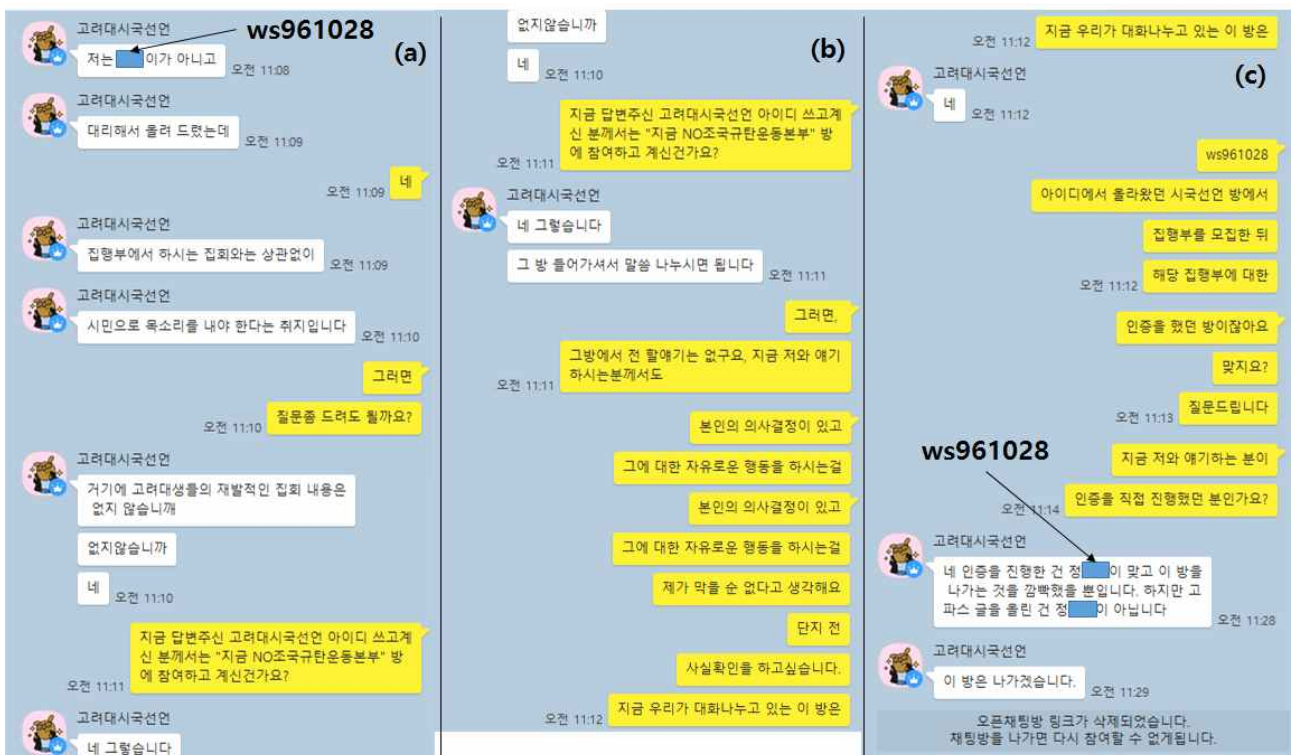 고려대시국선언
ws961028
저는 이가 아니고
오전 11:08
(a)
고려대시국선언
대리해서 올려 드렸는데
오전 11:09
네
오전 11:09
고려대시국선언
집행부에서 하시는 집회와는 상관없이
오전 11:09
고려대시국선언
시민으로 목소리를 내야 한다는 취지입니다
오전 11:10
그러면
질문좀 드려도 될까요?
오전 11:10
고려대시국선언
거기에 고려대생들의 재발적인 집회 내용은
없지 않습니깨
없지않습니까
네
오전 11:10
지금 답변주신 고려대시국선언 아이디 쓰고계
신 분께서는 "지금 NO조국규탄운동본부" 방
에 참여하고 계신건가요?
오전 11:11
고려대시국선언
네 그렇습니다
없지않습니까
(b)
네
오전 11:10
지금 답변주신 고려대시국선언 아이디 쓰고계
신 분께서는 "지금 NO조국규탄운동본부" 방
에 참여하고 계신건가요?
오전 11:11
고려대시국선언
네 그렇습니다
그 방 들어가셔서 말씀 나누시면 됩니다
오전 11:11
그러면,
그방에서 전 할얘기는 없구요, 지금 저와 얘기
하시는분께서도
오전 11:11
본인의 의사결정이 있고
그에 대한 자유로운 행동을 하시는걸
본인의 의사결정이 있고
그에 대한 자유로운 행동을 하시는걸
제가 막을 순 없다고 생각해요
단지 전
사실확인을 하고싶습니다.
지금 우리가 대화나누고 있는 이 방은
오전 11:12
지금 우리가 대화나누고 있는 이 방은
오전 11:12
(c)
고려대시국선언
네
오전 11:12
ws961028
아이디에서 올라왔던 시국선언 방에서
집행부를 모집한 뒤
해당 집행부에 대한
오전 11:12
인증을 했던 방이잖아요
맞지요?
질문드립니다
오전 11:13
지금 저와 얘기하는 분이
인증을 직접 진행했던 분인가요?
오전 11:14
ws961028
고려대시국선언
네 인증을 진행한 건 정 이 맞고 이 방을
나가는 것을 깜빡했을 뿐입니다. 하지만 고
파스 글을 올린 건 정 이 아닙니다
오전 11:28
고려대시국선언
이 방은 나가겠습니다.
오전 11:29
오픈채팅방 링크가 삭제되었습니다.
채팅방을 나가면 다시 참여할 수 없게됩니다.